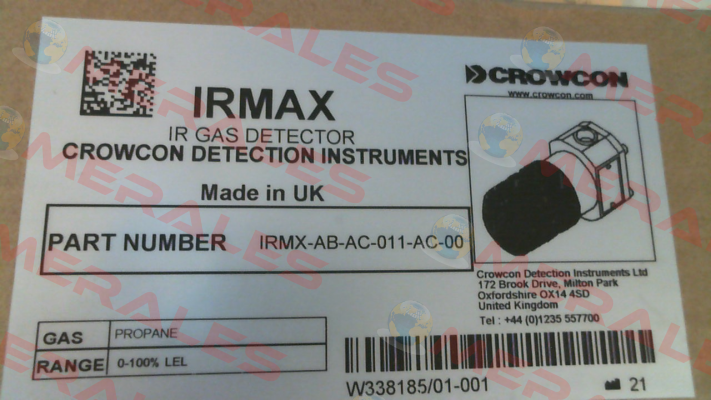 IRMAX
IR GAS DETECTOR
CROWCON DETECTION INSTRUMENTS
Made in UK
PART NUMBER IRMX-AB-AC-011-AC-00
CROWCON
www.crowcon.com
Crowcon Detection Instruments Ltd
172 Brook Drive, Milton Park
Oxfordshire OX14 4SD
United Kingdom
Tel : +44 (0)1235 557700
GAS PROPANE
RANGE 0-100% LEL
W338185/01-001
21
MERALES